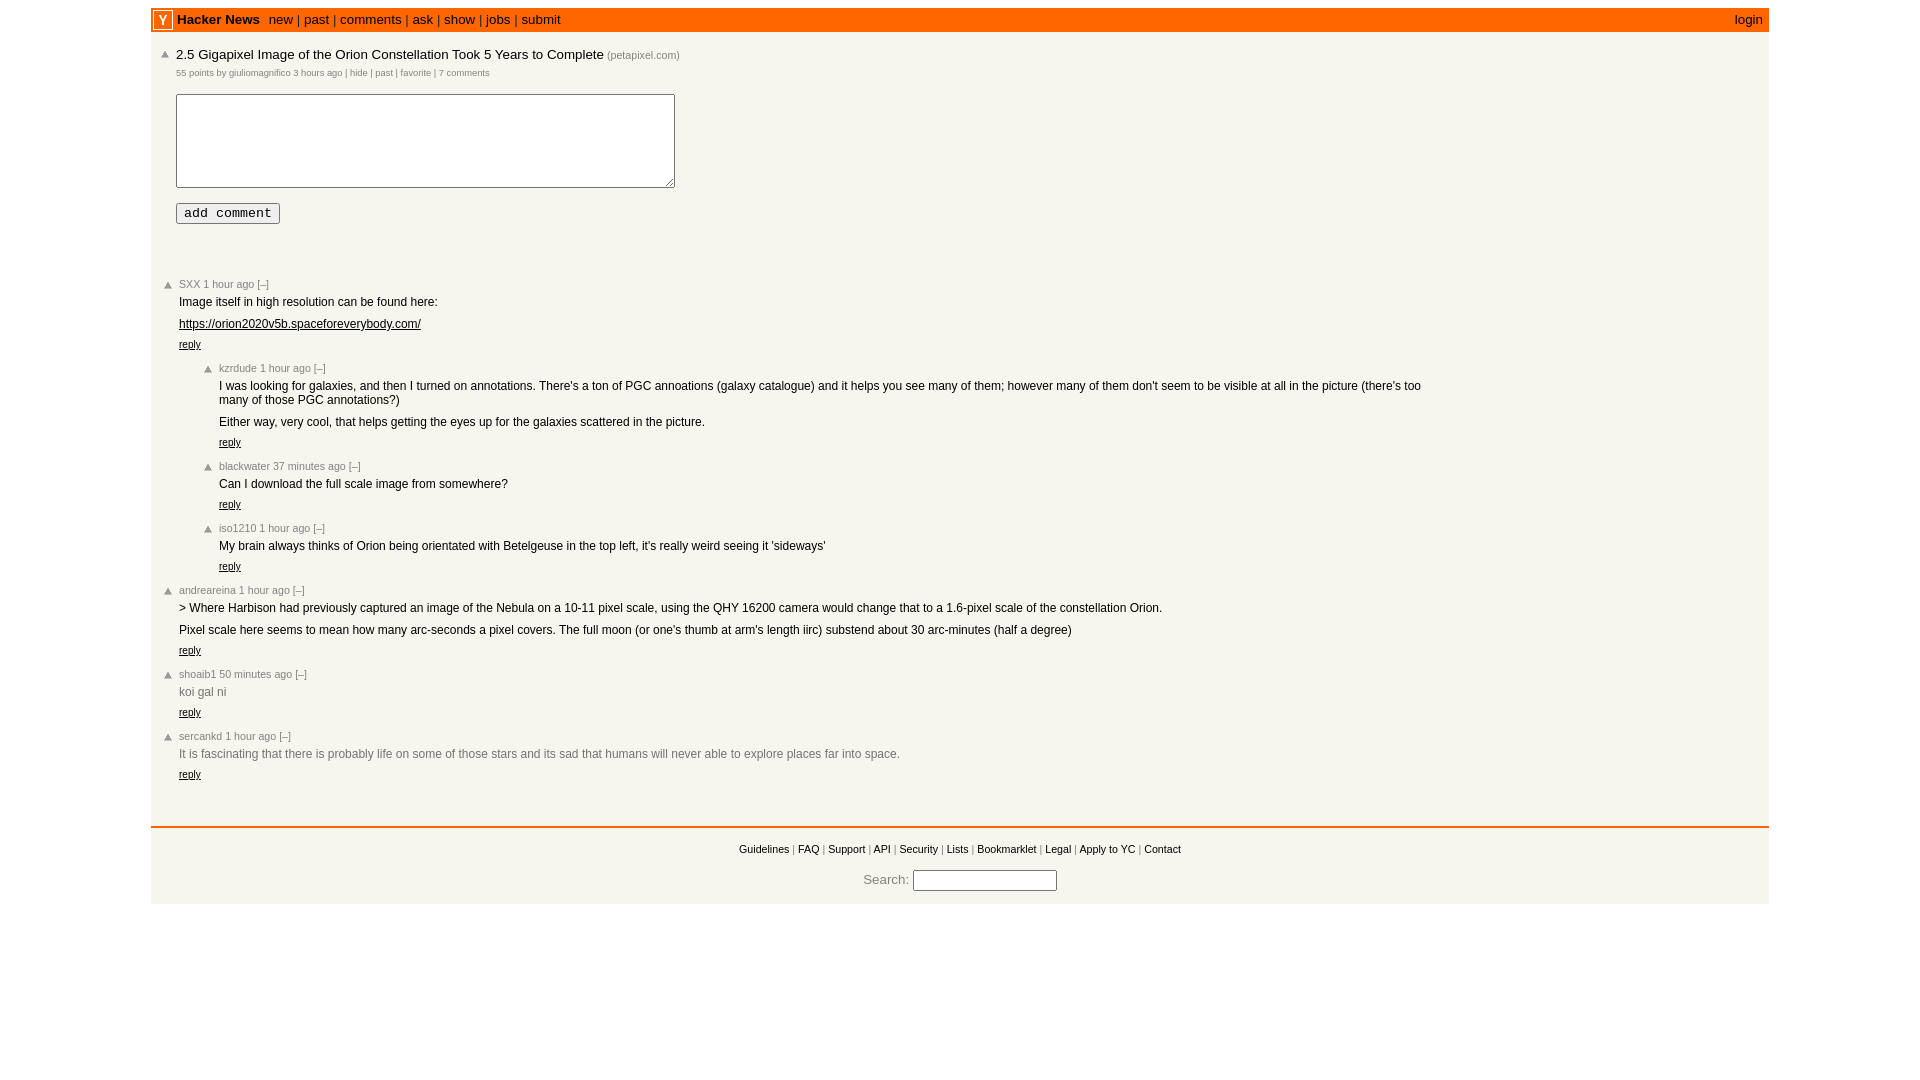 Y Hacker News new | past | comments | ask | show | jobs | submit login
2.5 Gigapixel Image of the Orion Constellation Took 5 Years to Complete (petapixel.com)
55 points by giuliomagnifico 3 hours ago | hide | past | favorite | 7 comments
add comment
SXX 1 hour ago [–]
Image itself in high resolution can be found here:
https://orion2020v5b.spaceforeverybody.com/
reply
kzrdude 1 hour ago [–]
I was looking for galaxies, and then I turned on annotations. There's a ton of PGC annoations (galaxy catalogue) and it helps you see many of them; however many of them don't seem to be visible at all in the picture (there's too
many of those PGC annotations?)
Either way, very cool, that helps getting the eyes up for the galaxies scattered in the picture.
reply
blackwater 37 minutes ago [–]
Can I download the full scale image from somewhere?
reply
iso1210 1 hour ago [–]
My brain always thinks of Orion being orientated with Betelgeuse in the top left, it's really weird seeing it 'sideways'
reply
andreareina 1 hour ago [–]
> Where Harbison had previously captured an image of the Nebula on a 10-11 pixel scale, using the QHY 16200 camera would change that to a 1.6-pixel scale of the constellation Orion.
Pixel scale here seems to mean how many arc-seconds a pixel covers. The full moon (or one's thumb at arm's length iirc) substend about 30 arc-minutes (half a degree)
reply
shoaib1 50 minutes ago [–]
koi gal ni
reply
sercankd 1 hour ago [–]
It is fascinating that there is probably life on some of those stars and its sad that humans will never able to explore places far into space.
reply
Guidelines | FAQ | Support | API | Security | Lists | Bookmarklet | Legal | Apply to YC | Contact
Search: